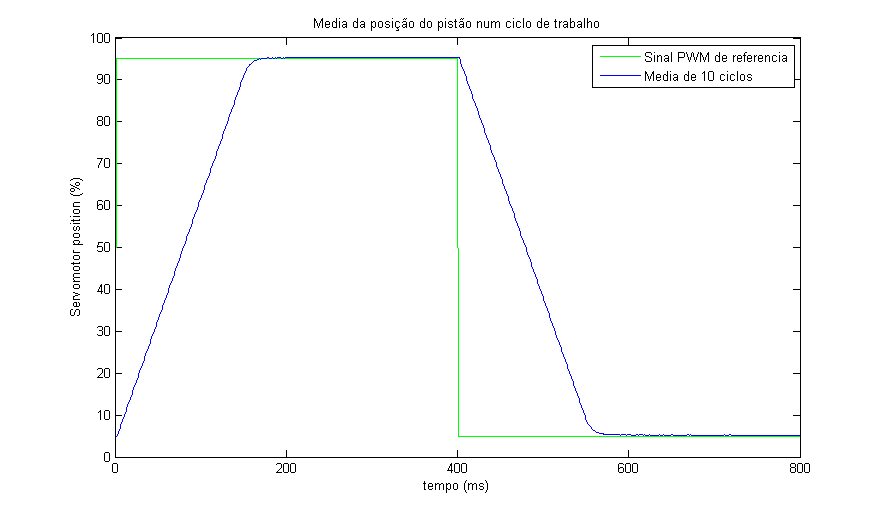 Media da posição do pistão num ciclo de trabalho
Sinal PWM de referencia
Media de 10 ciclos
Servomotor position (%)
100
90
80
70
60
50
40
30
20
10
0
0 200 400 600 800
tempo (ms)